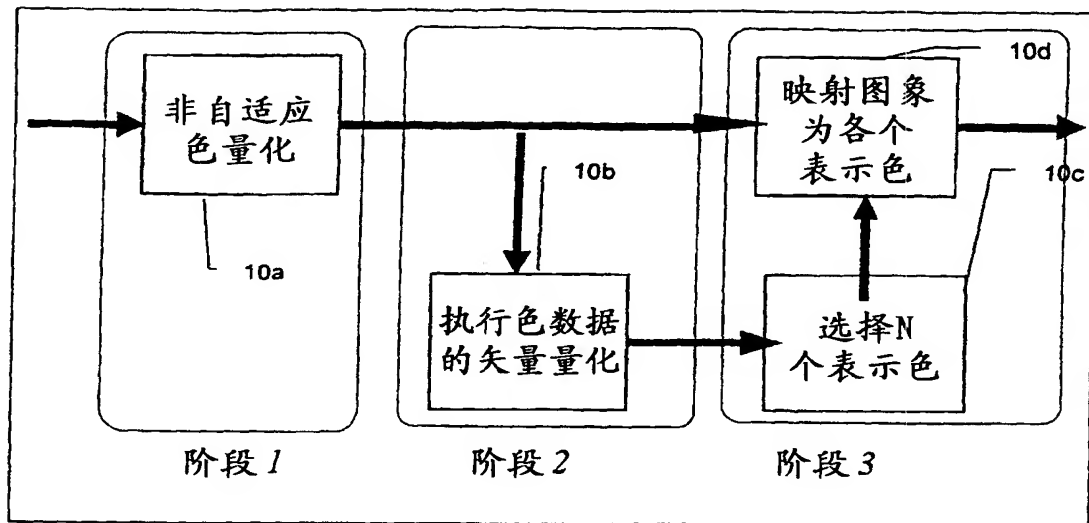 非自适应
色量化
10a
10b
执行色数据
的矢量量化
10d
映射图象
为各个
表示色
10c
选择N
个表示色
阶段1
阶段2
阶段3